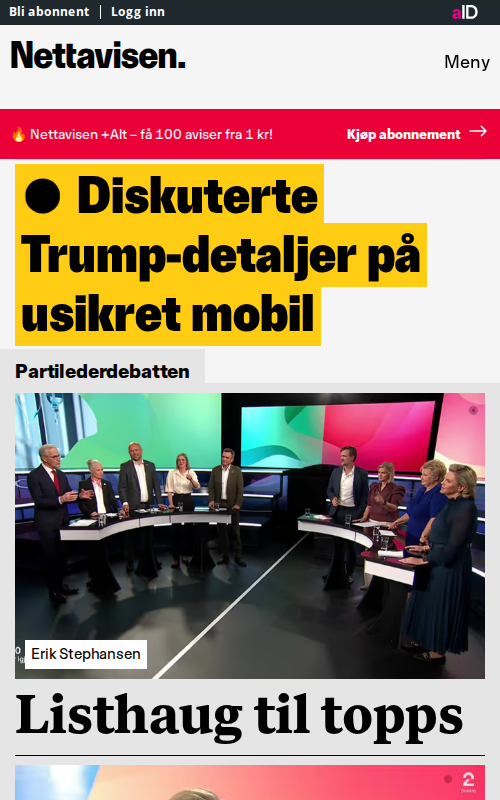 Bli abonnent | Logg inn
aID
Nettavisen.
Meny
🔥 Nettavisen +Alt – få 100 aviser fra 1 kr!
Kjøp abonnement →
● Diskuterte
Trump-detaljer på
usikret mobil
Partilederdebatten
Erik Stephansen
Listhaug til topps
2